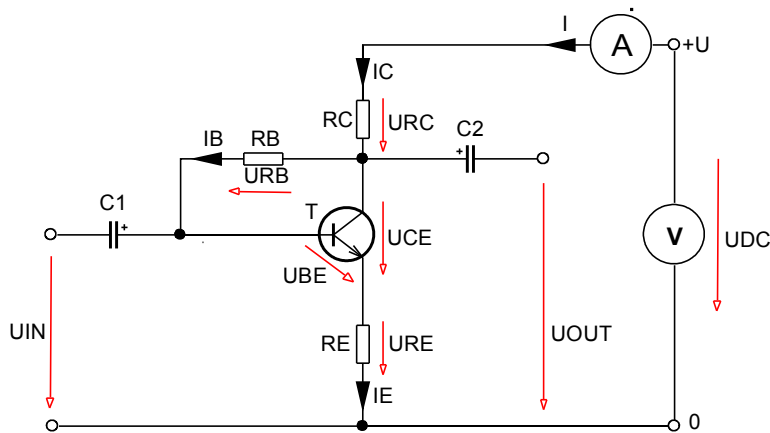 I
A
+U
IC
RC
URC
C2
IB
RB
URB
C1
+
+
T
UCE
UBE
V
UDC
UIN
RE
URE
UOUT
IE
0